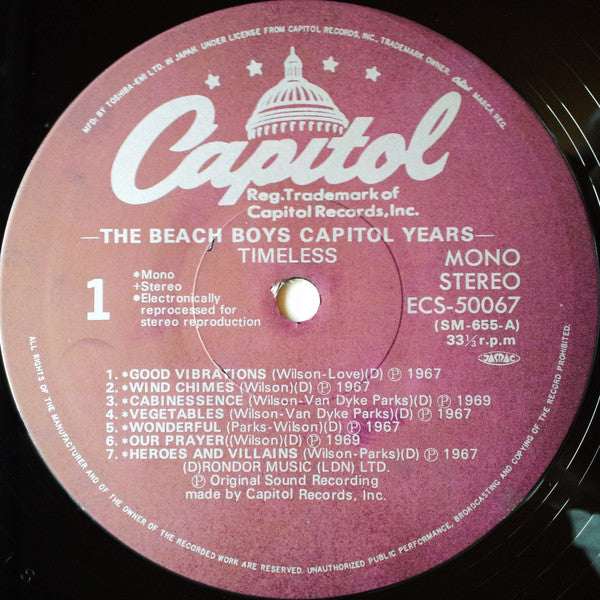 MFD. BY TOSHIBA-EMI LTD. IN JAPAN. UNDER LICENSE FROM CAPITOL RECORDS, INC., TRADEMARK OWNER. Capitol MARCA REG.
Capitol
Reg.Trademark of
Capitol Records,Inc.
—THE BEACH BOYS CAPITOL YEARS—
TIMELESS
1
*Mono
+Stereo
●Electronically
reprocessed for
stereo reproduction
MONO
STEREO
ECS-50067
(SM-655-A)
33⅓ r.p.m
JASRAC
1. *GOOD VIBRATIONS (Wilson-Love)(D) Ⓟ 1967
2. *WIND CHIMES (Wilson)(D) Ⓟ 1967
3. *CABINESSENCE (Wilson-Van Dyke Parks)(D) Ⓟ 1969
4. *VEGETABLES (Wilson-Van Dyke Parks)(D) Ⓟ 1967
5. *WONDERFUL (Parks-Wilson)(D) Ⓟ 1967
6. *OUR PRAYER((Wilson)(D) Ⓟ 1969
7. *HEROES AND VILLAINS (Wilson-Parks)(D) Ⓟ 1967
(D)RONDOR MUSIC (LDN) LTD.
Ⓟ Original Sound Recording
made by Capitol Records, Inc.
ALL RIGHTS OF THE MANUFACTURER AND OF THE OWNER OF THE RECORDED WORK ARE RESERVED. UNAUTHORIZED PUBLIC PERFORMANCE, BROADCASTING AND COPYING OF THE RECORD PROHIBITED.